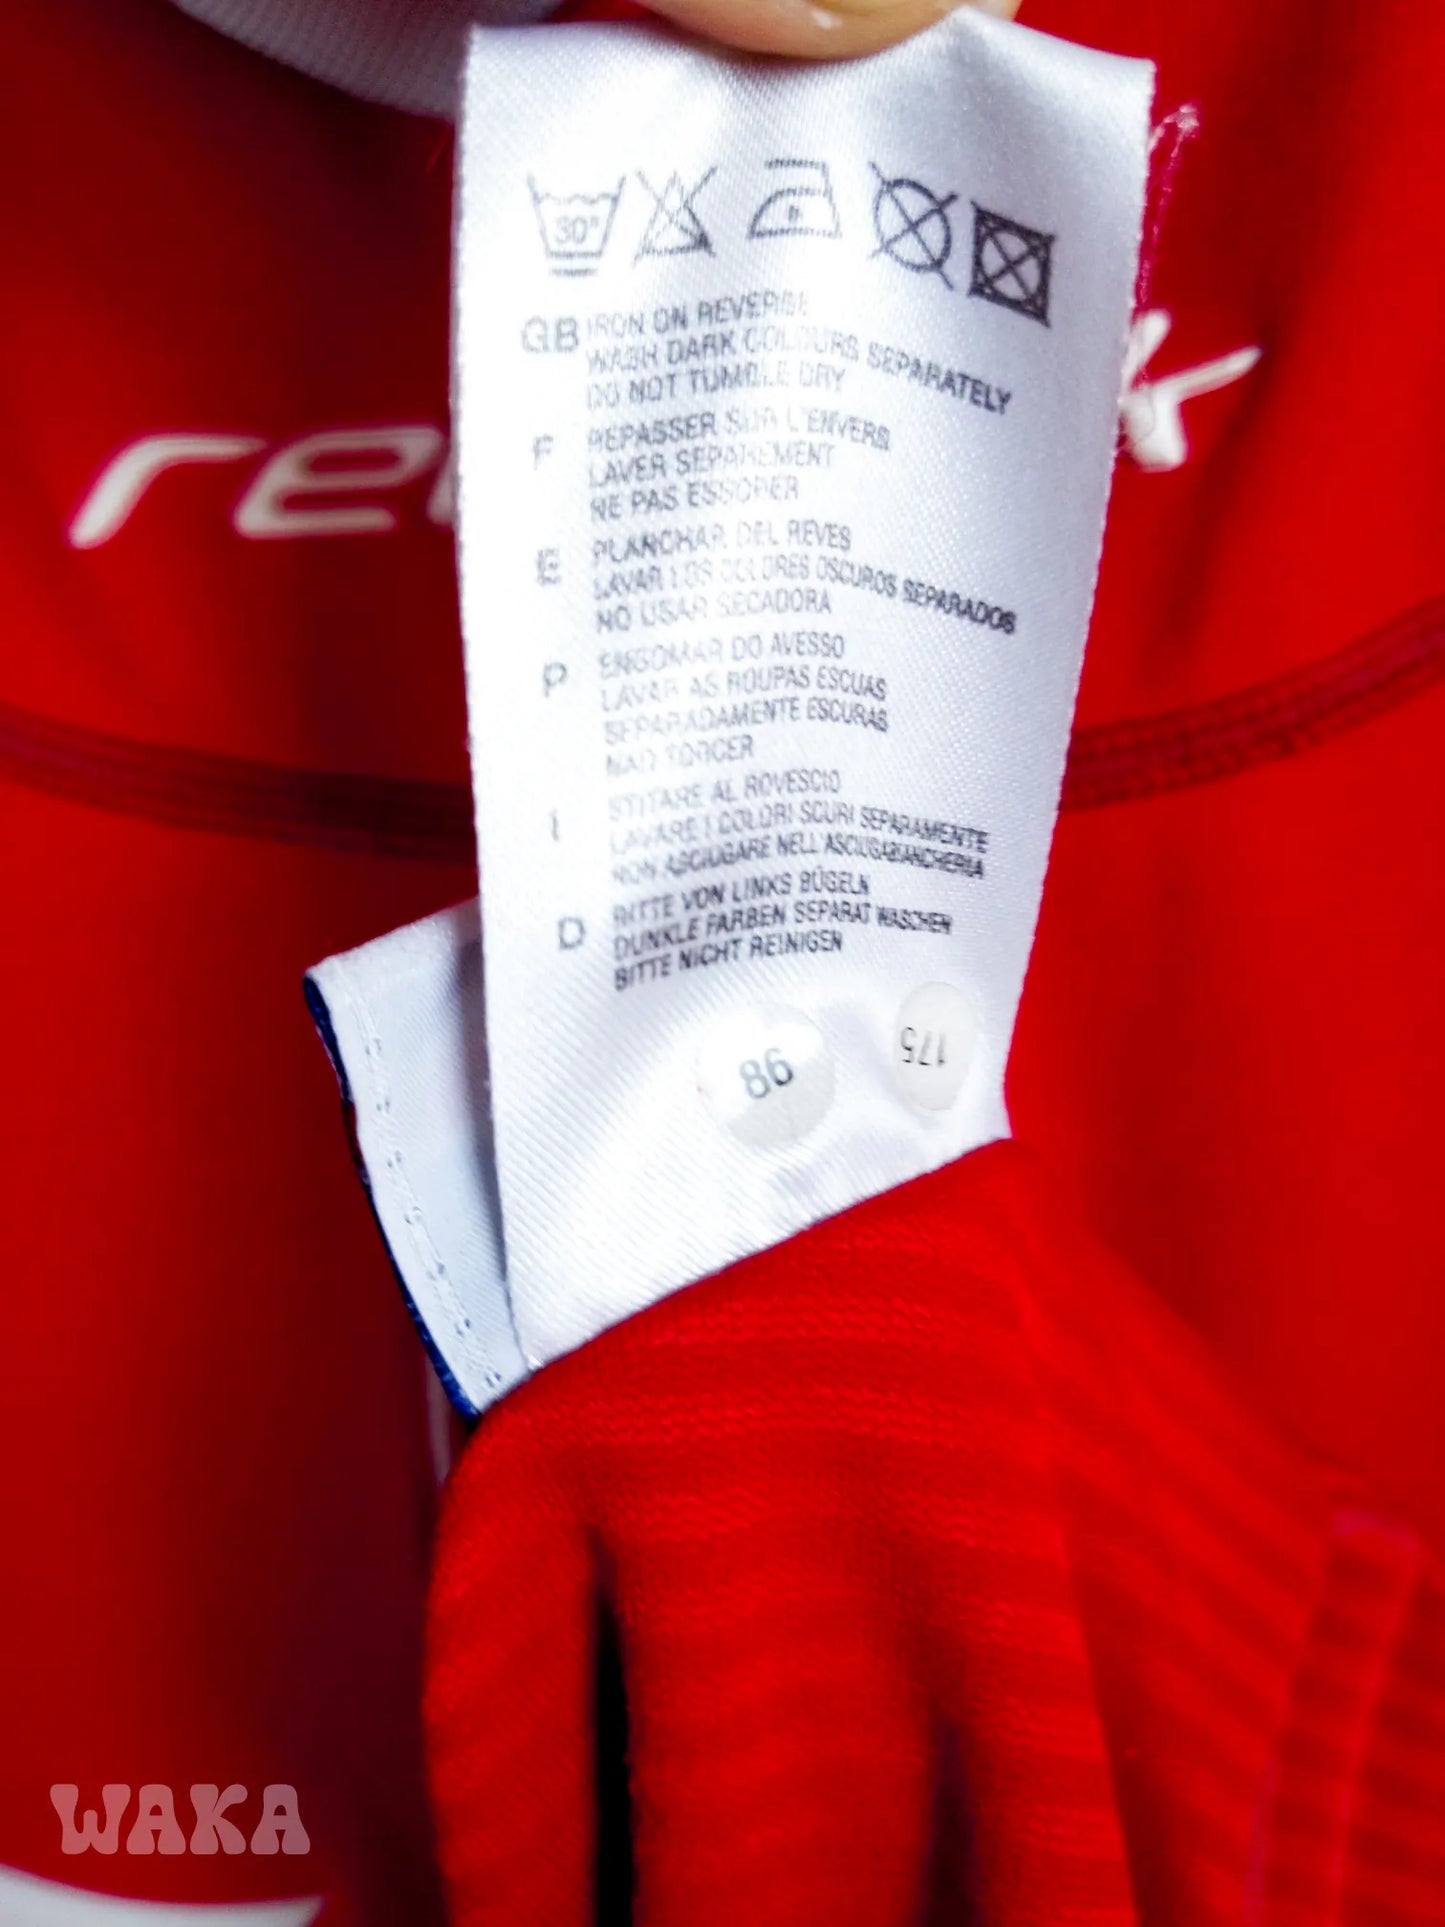 30°
GB IRON ON REVERSE
WASH DARK COLOURS SEPARATELY
DO NOT TUMBLE DRY
F REPASSER SUR L'ENVERS
LAVER SEPAREMENT
NE PAS ESSORER
E PLANCHAR DEL REVES
LAVAR LOS COLORES OSCUROS SEPARADOS
NO USAR SECADORA
P ENGOMAR DO AVESSO
LAVAR AS ROUPAS ESCUAS
SEPARADAMENTE ESCURAS
NAO TORCER
I STITARE AL ROVESCIO
LAVARE I COLORI SCURI SEPARAMENTE
NON ASCIUGARE NELL'ASCIUGABIANCHERIA
D BITTE VON LINKS BÜGELN
DUNKLE FARBEN SEPARAT WASCHEN
BITTE NICHT REINIGEN
86
175
WAKA